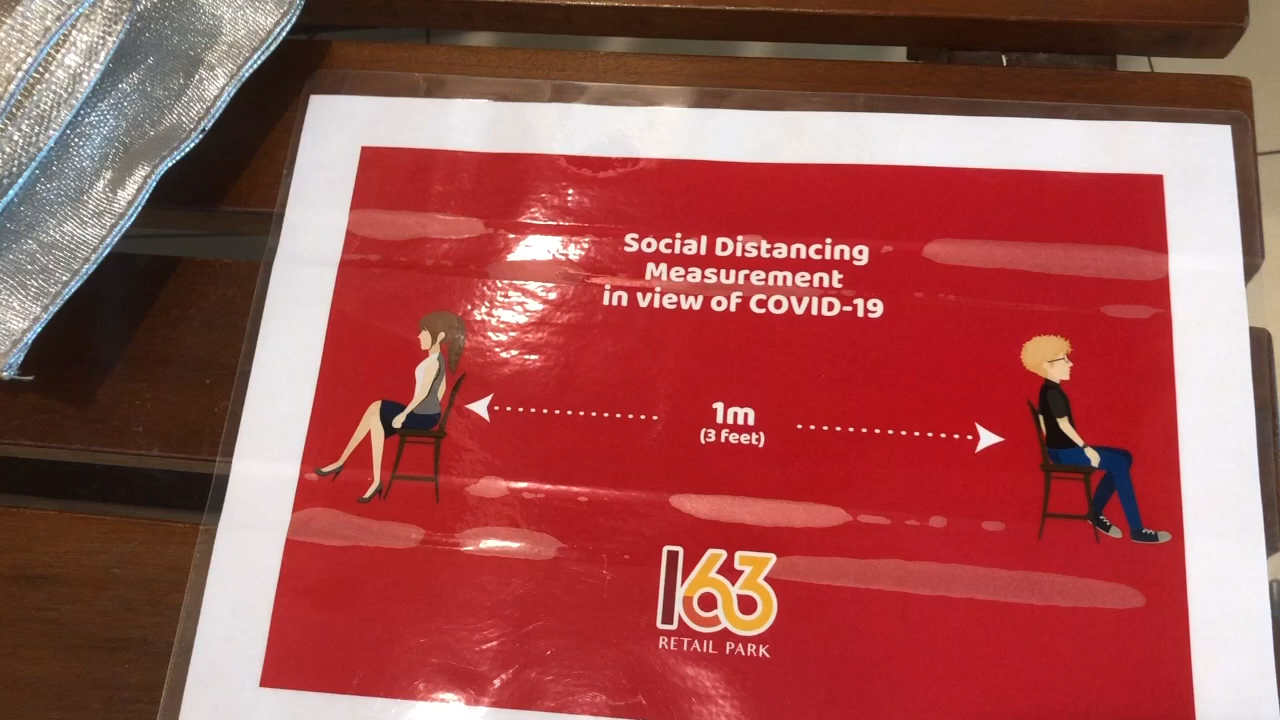 Social Distancing
Measurement
in view of COVID-19
1m
(3 feet)
163
RETAIL PARK